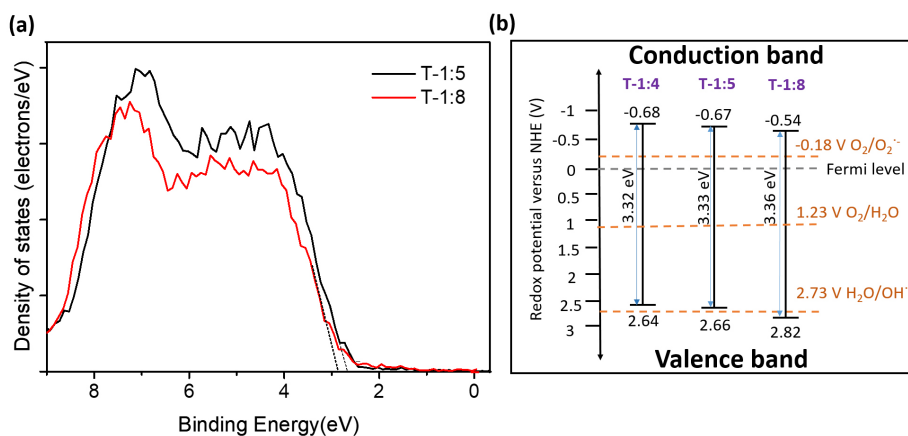 (a)
T-1:5
T-1:8
Density of states (electrons/eV)
8
6
4
2
0
Binding Energy(eV)
(b)
Conduction band
T-1:4
T-1:5
T-1:8
Redox potential versus NHE (V)
-1
-0.5
0
0.5
1
1.5
2
2.5
3
-0.68
-0.67
-0.54
-0.18 V O₂/O₂˙⁻
Fermi level
3.32 eV
3.33 eV
3.36 eV
1.23 V O₂/H₂O
2.73 V H₂O/OH˙
2.64
2.66
2.82
Valence band